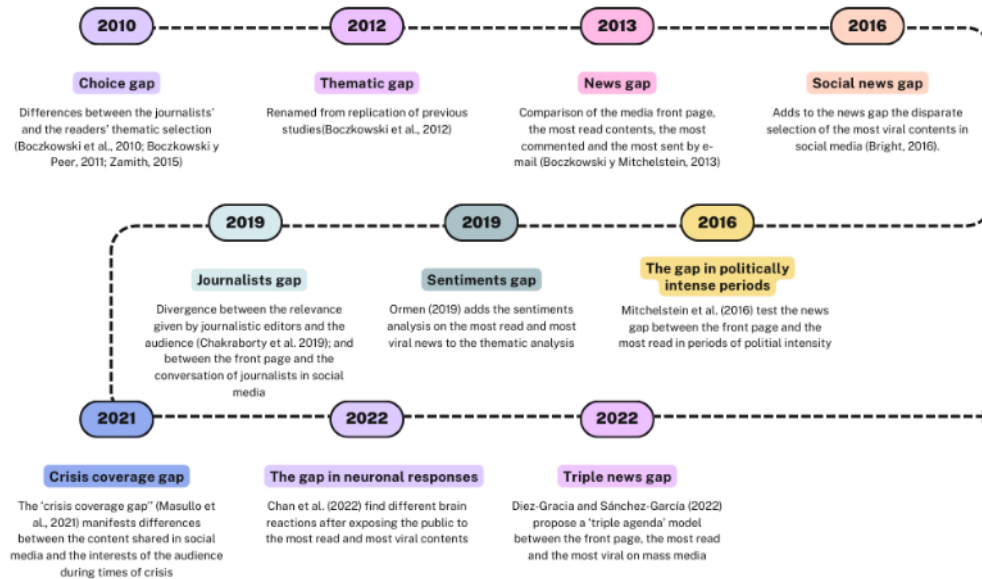 2010
2012
2013
2016
Choice gap
Differences between the journalists'
and the readers' thematic selection
(Boczkowski et al., 2010; Boczkowski y
Peer, 2011; Zamith, 2015)
Thematic gap
Renamed from replication of previous
studies(Boczkowski et al., 2012)
News gap
Comparison of the media front page,
the most read contents, the most
commented and the most sent by e-
mail (Boczkowski y Mitchelstein, 2013)
Social news gap
Adds to the news gap the disparate
selection of the most viral contents in
social media (Bright, 2016).
2019
2019
2016
Journalists gap
Divergence between the relevance
given by journalistic editors and the
audience (Chakraborty et al. 2019); and
between the front page and the
conversation of journalists in social
media
Sentiments gap
Ormen (2019) adds the sentiments
analysis on the most read and most
viral news to the thematic analysis
The gap in politically
intense periods
Mitchelstein et al. (2016) test the news
gap between the front page and the
most read in periods of politial intensity
2021
2022
2022
Crisis coverage gap
The 'crisis coverage gap" (Masullo et
al., 2021) manifests differences
between the content shared in social
media and the interests of the audience
during times of crisis
The gap in neuronal responses
Chan et al. (2022) find different brain
reactions after exposing the public to
the most read and most viral contents
Triple news gap
Diez-Gracia and Sánchez-García (2022)
propose a 'triple agenda' model
between the front page, the most read
and the most viral on mass media